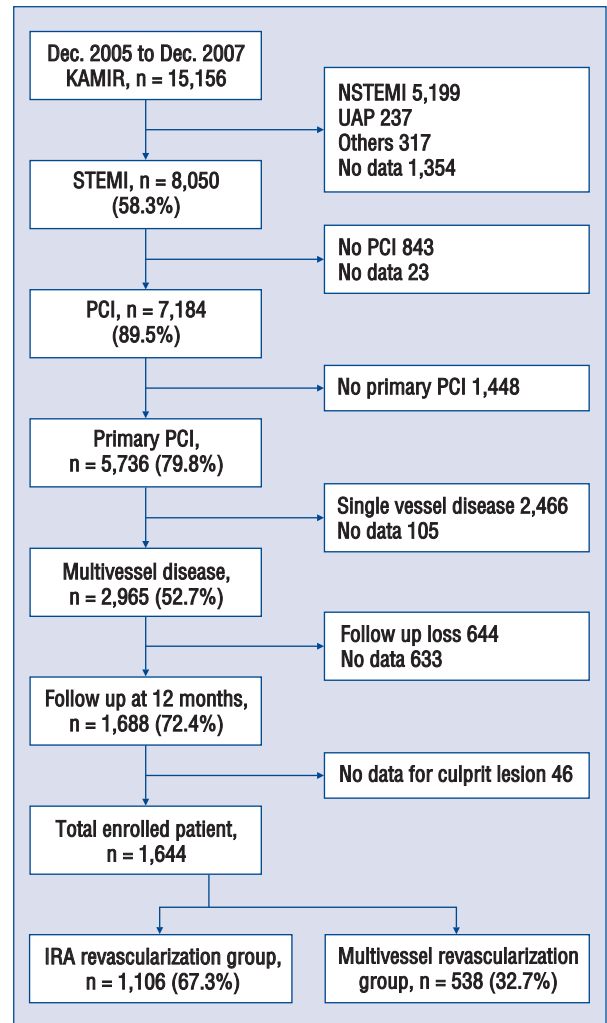 Dec. 2005 to Dec. 2007
KAMIR, n = 15,156
NSTEMI 5,199
UAP 237
Others 317
No data 1,354
STEMI, n = 8,050
(58.3%)
No PCI 843
No data 23
PCI, n = 7,184
(89.5%)
No primary PCI 1,448
Primary PCI,
n = 5,736 (79.8%)
Single vessel disease 2,466
No data 105
Multivessel disease,
n = 2,965 (52.7%)
Follow up loss 644
No data 633
Follow up at 12 months,
n = 1,688 (72.4%)
No data for culprit lesion 46
Total enrolled patient,
n = 1,644
IRA revascularization group,
n = 1,106 (67.3%)
Multivessel revascularization
group, n = 538 (32.7%)